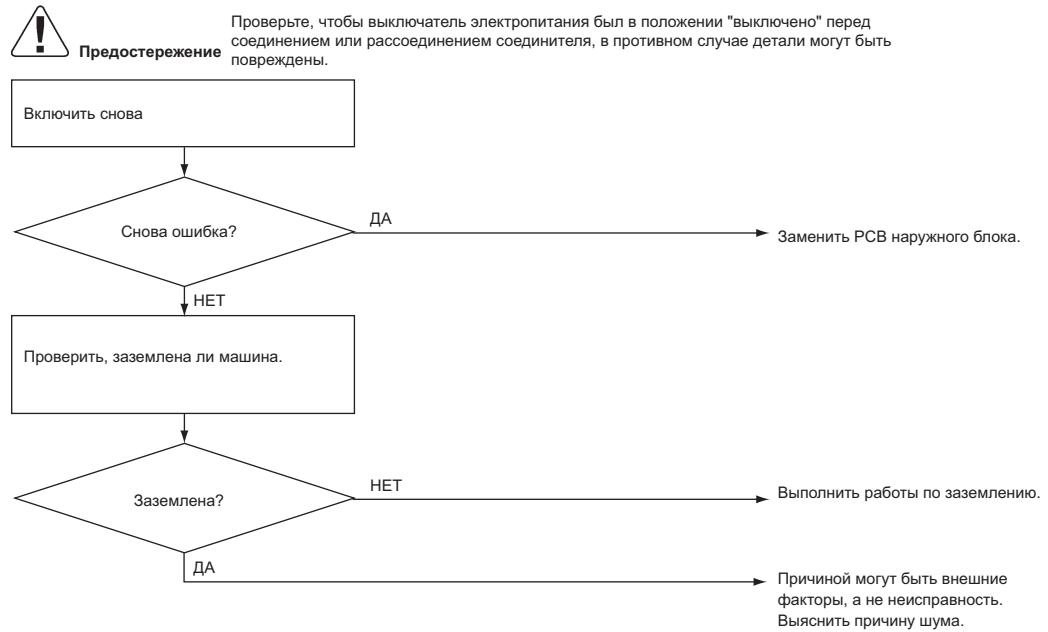 Проверьте, чтобы выключатель электропитания был в положении "выключено" перед
соединением или рассоединением соединителя, в противном случае детали могут быть
повреждены.
Предостережение
Включить снова
Снова ошибка?
ДА
Заменить PCB наружного блока.
НЕТ
Проверить, заземлена ли машина.
Заземлена?
НЕТ
Выполнить работы по заземлению.
ДА
Причиной могут быть внешние
факторы, а не неисправность.
Выяснить причину шума.